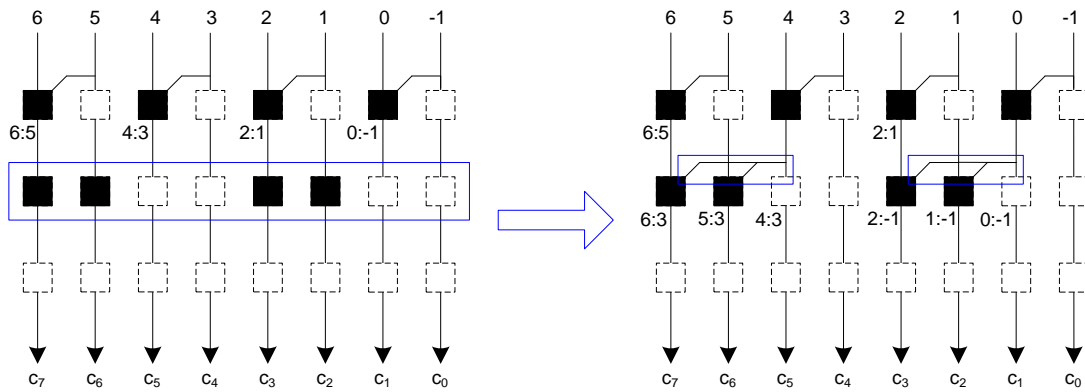 6 5 4 3 2 1 0 -1 6 5 4 3 2 1 0 -1
6:5 4:3 2:1 0:-1 6:5 2:1
6:3 5:3 4:3 2:-1 1:-1 0:-1
c₇ c₆ c₅ c₄ c₃ c₂ c₁ c₀ c₇ c₆ c₅ c₄ c₃ c₂ c₁ c₀